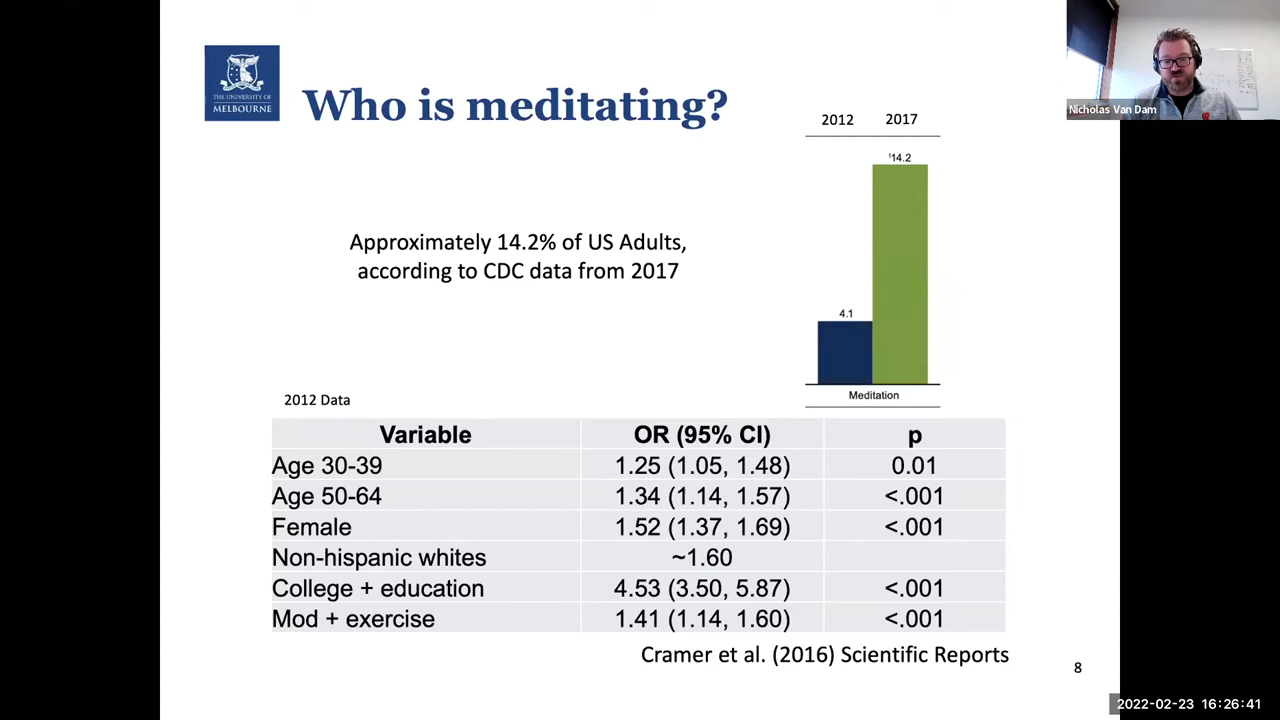 THE UNIVERSITY OF
MELBOURNE
Who is meditating?
Nicholas Van Dam
2012 2017
¹14.2
4.1
Meditation
Approximately 14.2% of US Adults,
according to CDC data from 2017
2012 Data
Variable OR (95% CI) p
Age 30-39 1.25 (1.05, 1.48) 0.01
Age 50-64 1.34 (1.14, 1.57) <.001
Female 1.52 (1.37, 1.69) <.001
Non-hispanic whites ~1.60
College + education 4.53 (3.50, 5.87) <.001
Mod + exercise 1.41 (1.14, 1.60) <.001
Cramer et al. (2016) Scientific Reports
8
2022-02-23 16:26:41